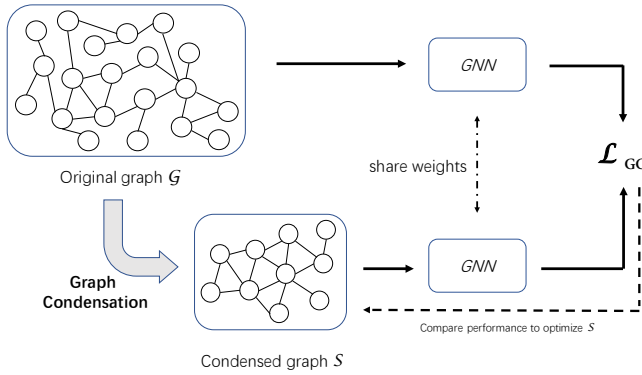 GNN
Original graph 𝒢
share weights
ℒ GC
Graph
Condensation
GNN
Compare performance to optimize 𝑆
Condensed graph 𝑆